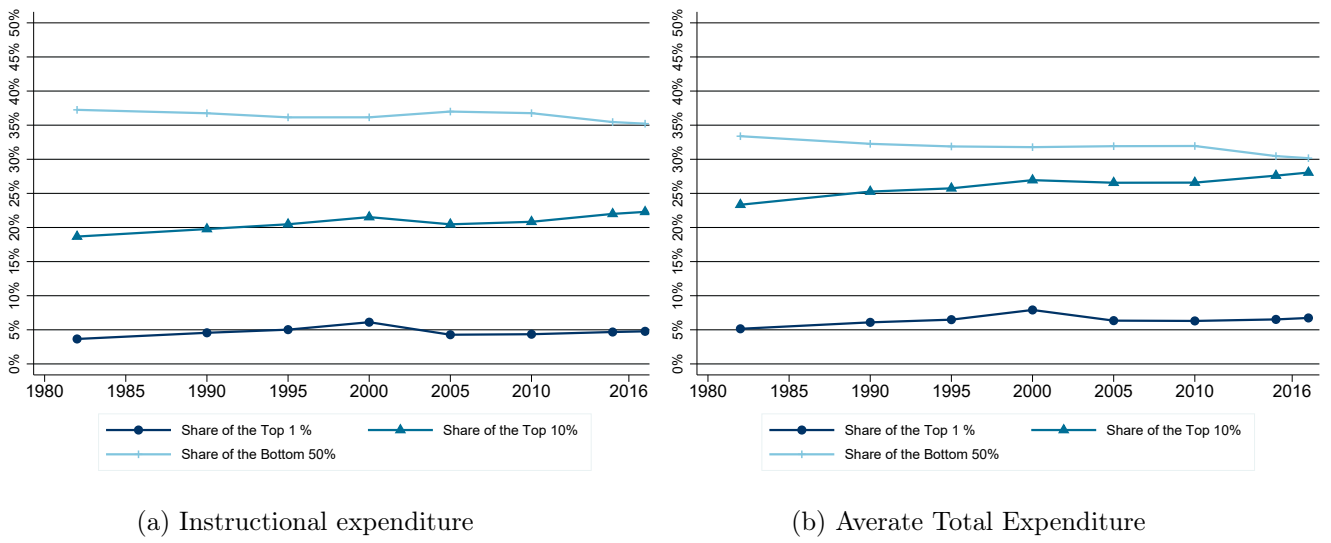 50%
45%
40%
35%
30%
25%
20%
15%
10%
5%
0%
1980 1985 1990 1995 2000 2005 2010 2016
Share of the Top 1 % Share of the Top 10%
Share of the Bottom 50%
(a) Instructional expenditure
50%
45%
40%
35%
30%
25%
20%
15%
10%
5%
0%
1980 1985 1990 1995 2000 2005 2010 2016
Share of the Top 1 % Share of the Top 10%
Share of the Bottom 50%
(b) Averate Total Expenditure